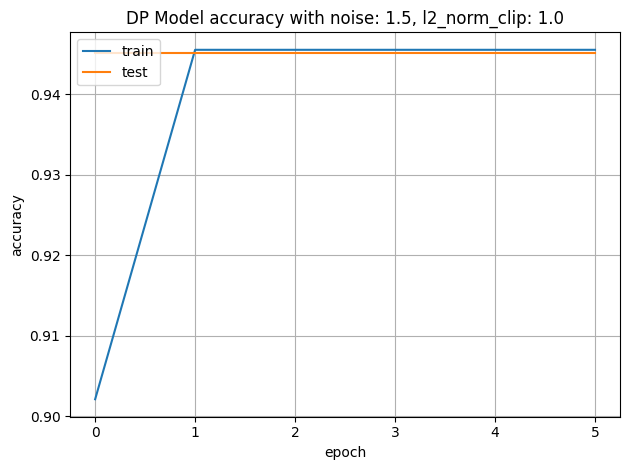 DP Model accuracy with noise: 1.5, l2_norm_clip: 1.0
train
test
0.94
0.93
0.92
0.91
0.90
accuracy
0 1 2 3 4 5
epoch